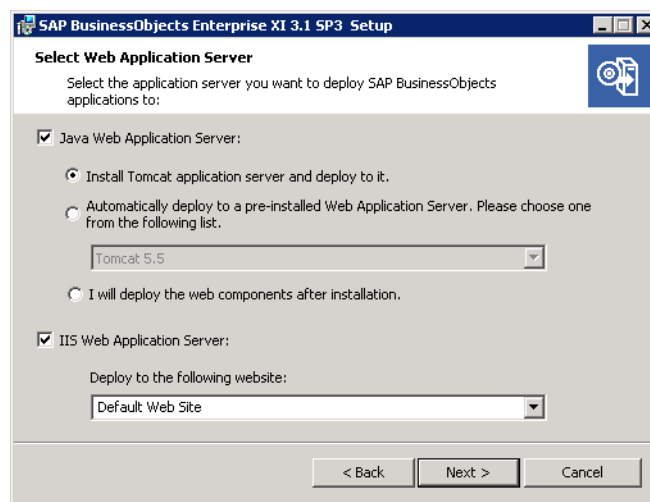 SAP BusinessObjects Enterprise XI 3.1 SP3 Setup
Select Web Application Server
Select the application server you want to deploy SAP BusinessObjects
applications to:
Java Web Application Server:
Install Tomcat application server and deploy to it.
Automatically deploy to a pre-installed Web Application Server. Please choose one
from the following list.
Tomcat 5.5
I will deploy the web components after installation.
IIS Web Application Server:
Deploy to the following website:
Default Web Site
< Back
Next >
Cancel